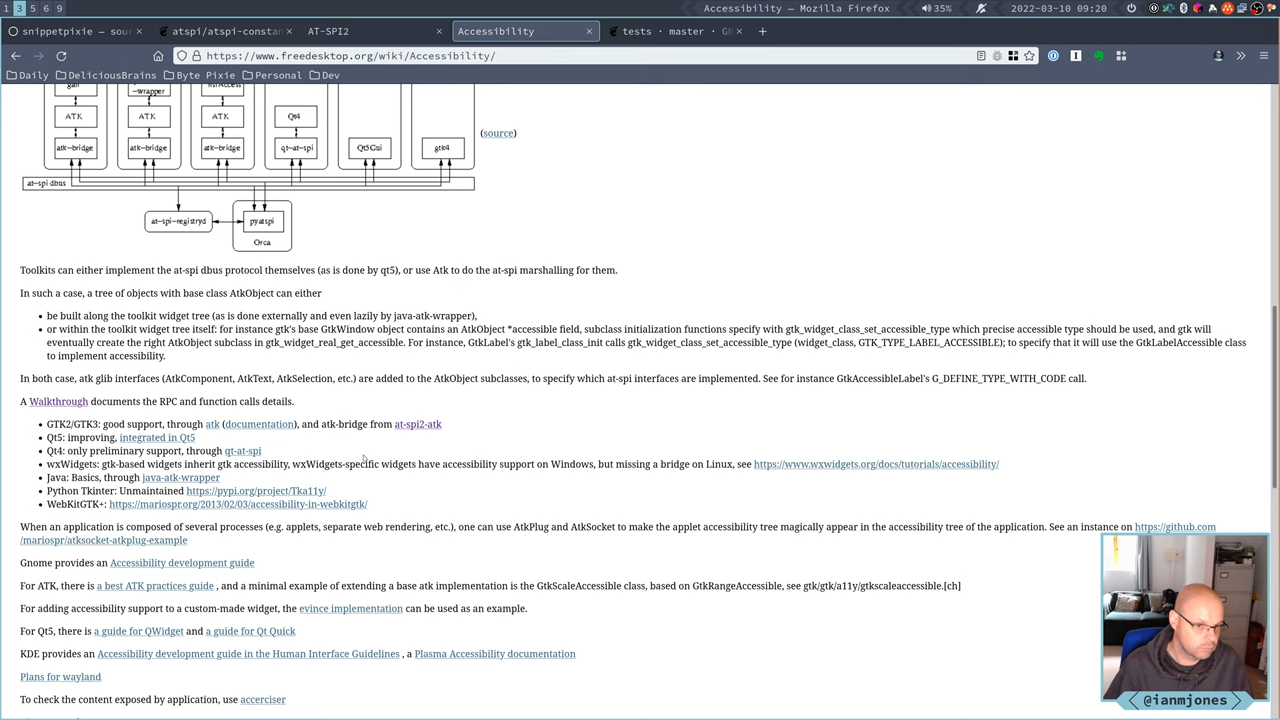 1 3 5 6 9
Accessibility — Mozilla Firefox
35%
2022-03-10 09:20
snippetpixie — sour
atspi/atspi-constan
AT-SPI2
Accessibility
tests · master · GN
https://www.freedesktop.org/wiki/Accessibility/
Daily DeliciousBrains Byte Pixie Personal Dev
gail -wrapper
ATK ATK ATK Qt4
(source)
atk-bridge atk-bridge atk-bridge qt-at-spi Qt5Gui gtk4
at-spi dbus
at-spi-registryd pyatspi
Orca
Toolkits can either implement the at-spi dbus protocol themselves (as is done by qt5), or use Atk to do the at-spi marshalling for them.
In such a case, a tree of objects with base class AtkObject can either
• be built along the toolkit widget tree (as is done externally and even lazily by java-atk-wrapper),
• or within the toolkit widget tree itself: for instance gtk's base GtkWindow object contains an AtkObject *accessible field, subclass initialization functions specify with gtk_widget_class_set_accessible_type which precise accessible type should be used, and gtk will
eventually create the right AtkObject subclass in gtk_widget_real_get_accessible. For instance, GtkLabel's gtk_label_class_init calls gtk_widget_class_set_accessible_type (widget_class, GTK_TYPE_LABEL_ACCESSIBLE); to specify that it will use the GtkLabelAccessible class
to implement accessibility.
In both case, atk glib interfaces (AtkComponent, AtkText, AtkSelection, etc.) are added to the AtkObject subclasses, to specify which at-spi interfaces are implemented. See for instance GtkAccessibleLabel's G_DEFINE_TYPE_WITH_CODE call.
A Walkthrough documents the RPC and function calls details.
• GTK2/GTK3: good support, through atk (documentation), and atk-bridge from at-spi2-atk
• Qt5: improving, integrated in Qt5
• Qt4: only preliminary support, through qt-at-spi
• wxWidgets: gtk-based widgets inherit gtk accessibility, wxWidgets-specific widgets have accessibility support on Windows, but missing a bridge on Linux, see https://www.wxwidgets.org/docs/tutorials/accessibility/
• Java: Basics, through java-atk-wrapper
• Python Tkinter: Unmaintained https://pypi.org/project/Tka11y/
• WebKitGTK+: https://mariospr.org/2013/02/03/accessibility-in-webkitgtk/
When an application is composed of several processes (e.g. applets, separate web rendering, etc.), one can use AtkPlug and AtkSocket to make the applet accessibility tree magically appear in the accessibility tree of the application. See an instance on https://github.com
/mariospr/atksocket-atkplug-example
Gnome provides an Accessibility development guide
For ATK, there is a best ATK practices guide , and a minimal example of extending a base atk implementation is the GtkScaleAccessible class, based on GtkRangeAccessible, see gtk/gtk/a11y/gtkscaleaccessible.[ch]
For adding accessibility support to a custom-made widget, the evince implementation can be used as an example.
For Qt5, there is a guide for QWidget and a guide for Qt Quick
KDE provides an Accessibility development guide in the Human Interface Guidelines , a Plasma Accessibility documentation
Plans for wayland
To check the content exposed by application, use accerciser
@ianmjones